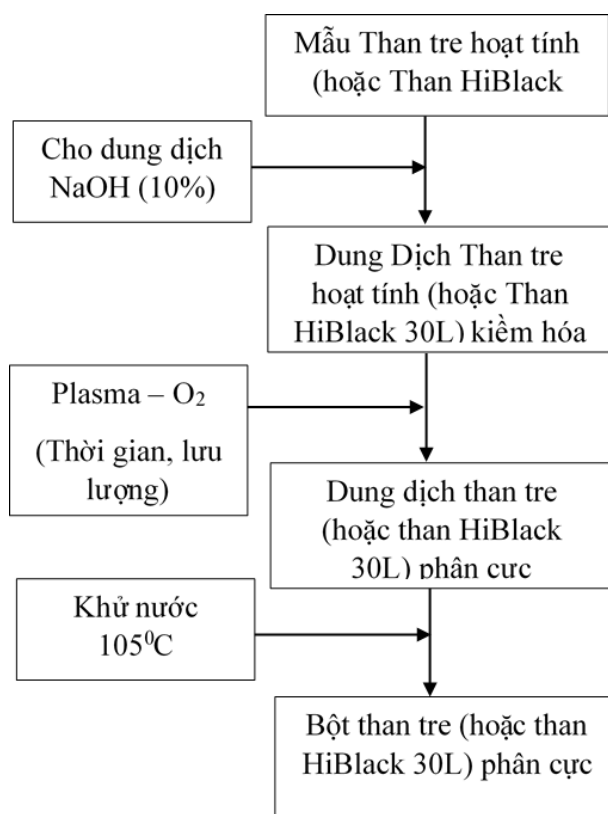 Mẫu Than tre hoạt tính
(hoặc Than HiBlack
Cho dung dịch
NaOH (10%)
Dung Dịch Than tre
hoạt tính (hoặc Than
HiBlack 30L) kiềm hóa
Plasma – O₂
(Thời gian, lưu
lượng)
Dung dịch than tre
(hoặc than HiBlack
30L) phân cực
Khử nước
105⁰C
Bột than tre (hoặc than
HiBlack 30L) phân cực